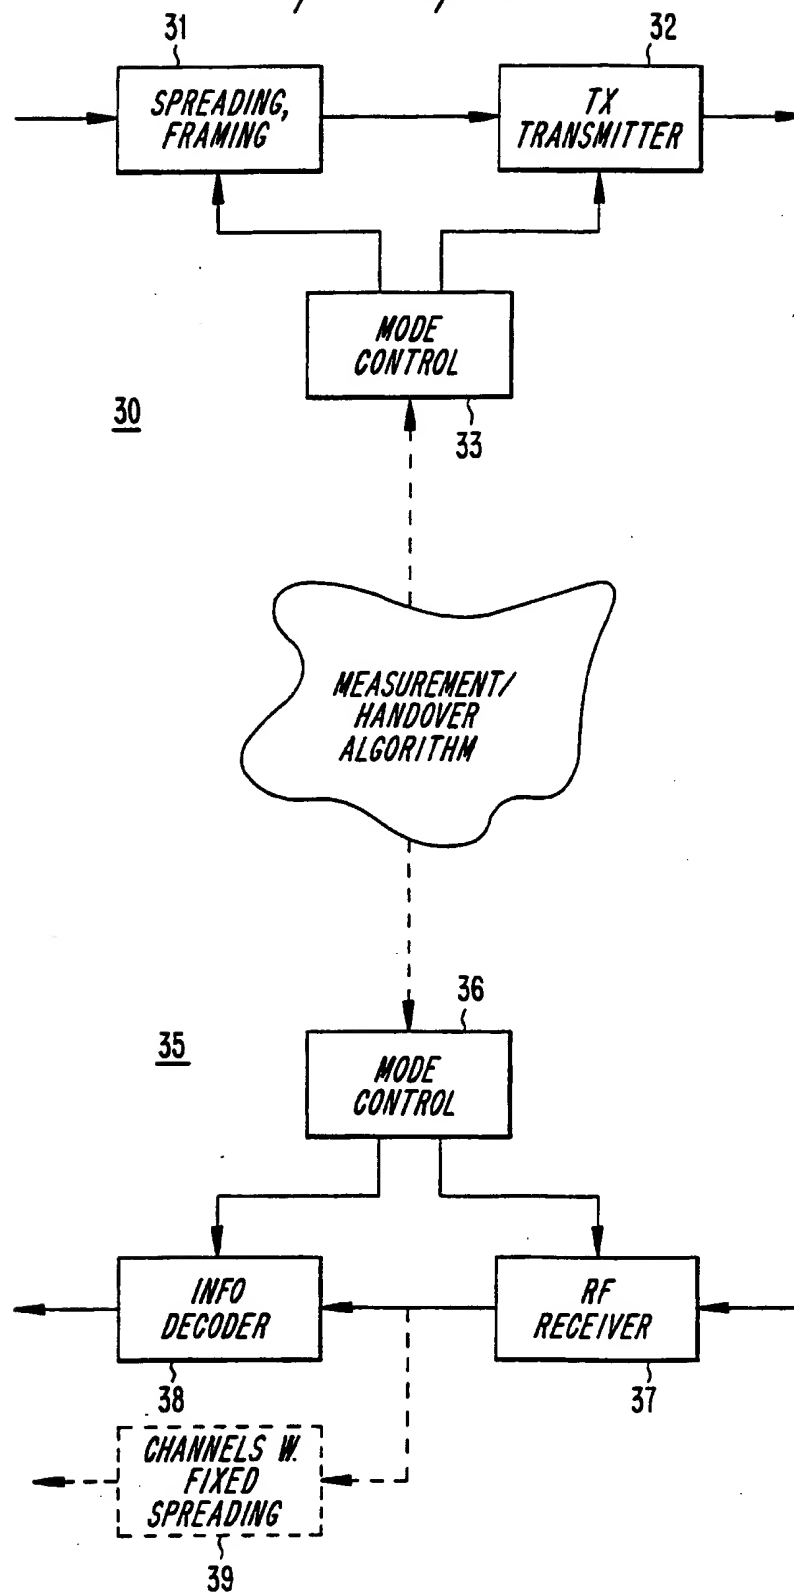 31
32
SPREADING,
FRAMING
TX
TRANSMITTER
MODE
CONTROL
30
33
MEASUREMENT/
HANDOVER
ALGORITHM
36
35
MODE
CONTROL
INFO
DECODER
RF
RECEIVER
38
37
CHANNELS W.
FIXED
SPREADING
39